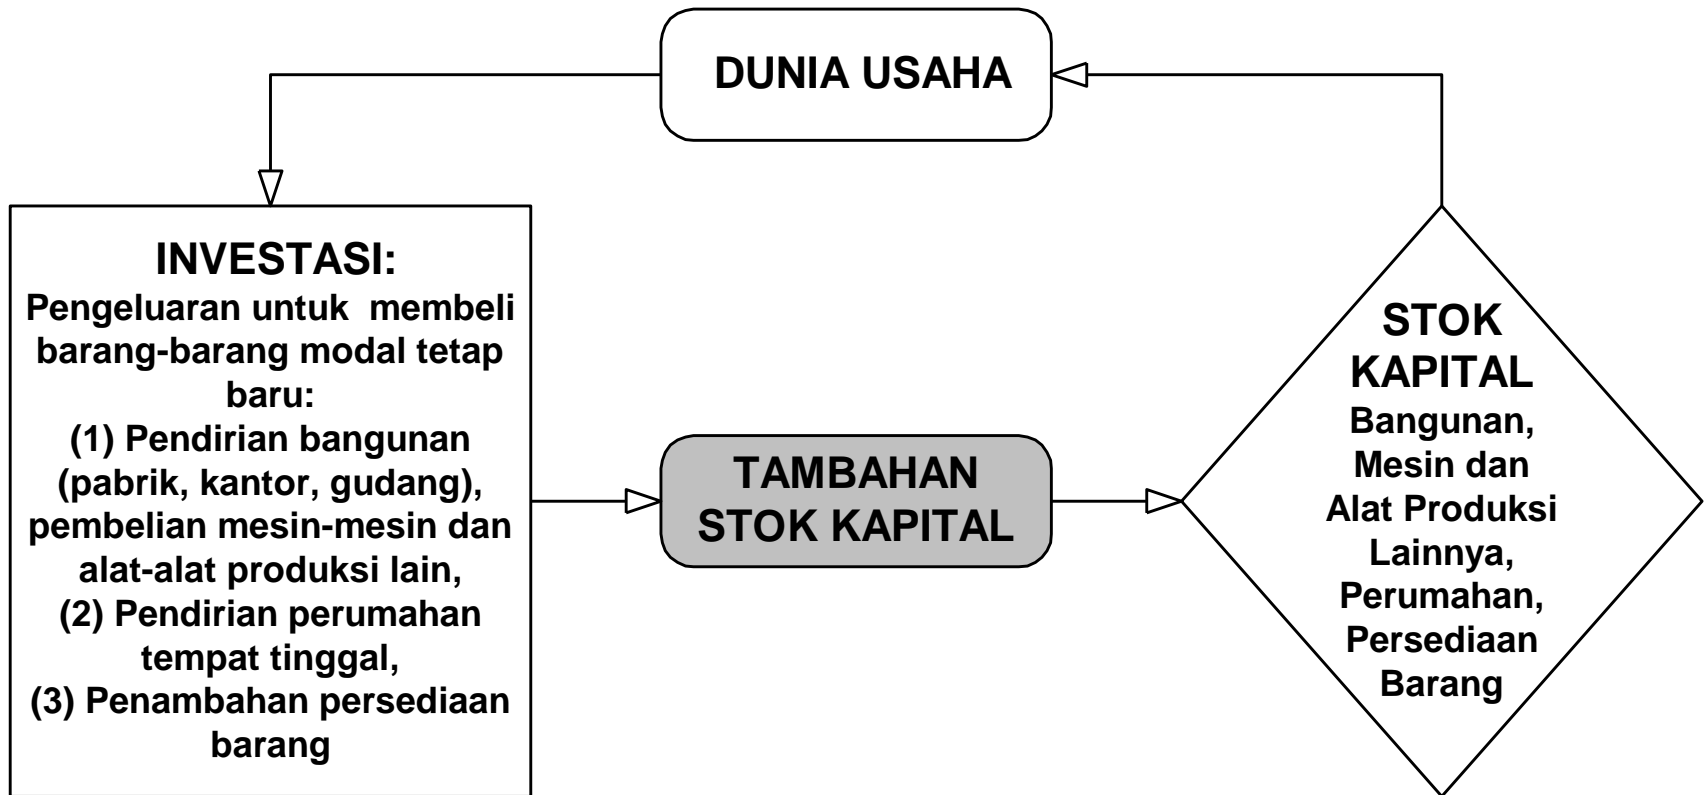 DUNIA USAHA
INVESTASI:
Pengeluaran untuk membeli
barang-barang modal tetap
baru:
(1) Pendirian bangunan
(pabrik, kantor, gudang),
pembelian mesin-mesin dan
alat-alat produksi lain,
(2) Pendirian perumahan
tempat tinggal,
(3) Penambahan persediaan
barang
TAMBAHAN
STOK KAPITAL
STOK
KAPITAL
Bangunan,
Mesin dan
Alat Produksi
Lainnya,
Perumahan,
Persediaan
Barang